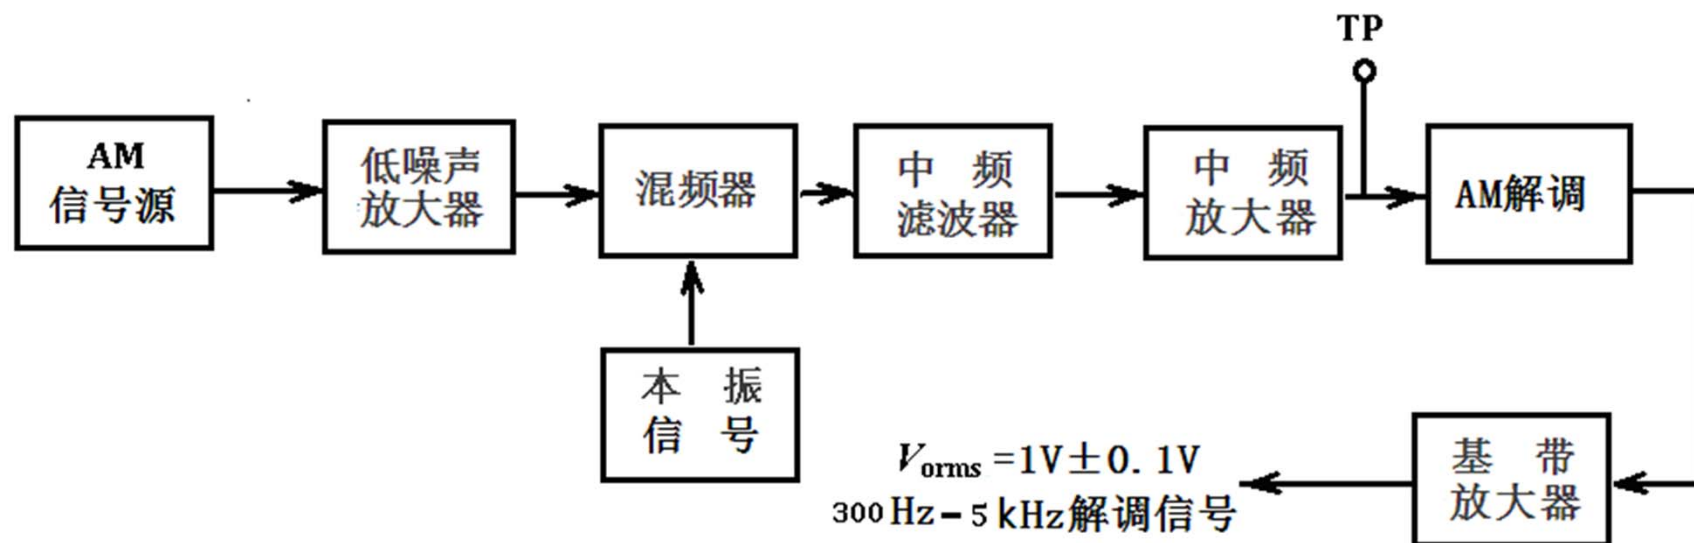 TP
AM
信号源
低噪声
放大器
混频器
中 频
滤波器
中 频
放大器
AM解调
本 振
信 号
Vorms =1V±0.1V
300Hz-5kHz解调信号
基 带
放大器